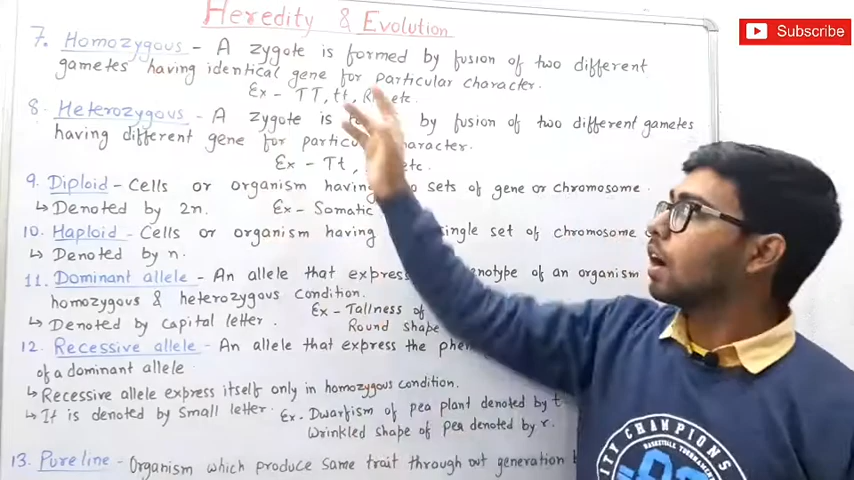 Heredity & Evolution
Subscribe
7. Homozygous - A zygote is formed by fusion of two different
gametes having identical gene for particular character.
Ex - TT, tt, etc.
8. Heterozygous - A zygote is by fusion of two different gametes
having different gene for character.
Ex - Tt, etc.
9. Diploid - Cells or organism having sets of gene or chromosome
↳ Denoted by 2n. Ex - Somatic
10. Haploid - Cells or organism having single set of chromosome
↳ Denoted by n.
11. Dominant allele - An allele that of an organism
homozygous & heterozygous condition.
↳ Denoted by capital letter. Ex - Tallness of
Round shape
12. Recessive allele - An allele that express the
of a dominant allele
↳ Recessive allele express itself only in homozygous condition.
↳ It is denoted by small letter. Ex. Dwarfism of pea plant denoted by t
Wrinkled shape of pea denoted by r.
13. Pureline - Organism which produce same trait through out generation
CHAMPION
BASKETBALL TOURNAMENT